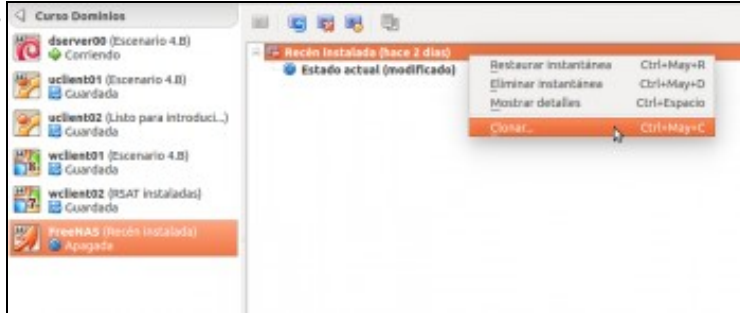 Curso Dominios
dserver00 (Escenario 4.B)
Corriendo
uclient01 (Escenario 4.B)
Guardada
uclient02 (Listo para introduci...)
Guardada
wclient01 (Escenario 4.B)
Guardada
wclient02 (RSAT instaladas)
Guardada
FreeNAS (Recén instalada)
Apagada
Recén instalada (hace 2 días)
Estado actual (modificado)
Restaurar instantánea Ctrl+May+R
Eliminar instantánea Ctrl+May+D
Mostrar detalles Ctrl+Espacio
Clonar... Ctrl+May+C